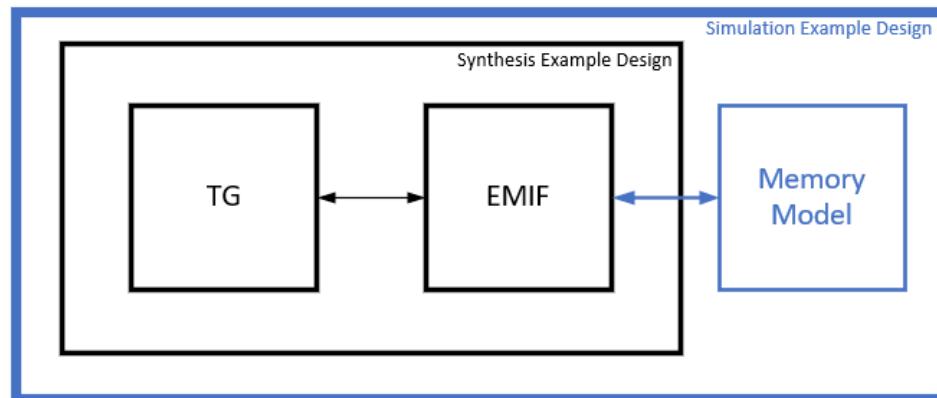 Simulation Example Design
Synthesis Example Design
TG
EMIF
Memory
Model